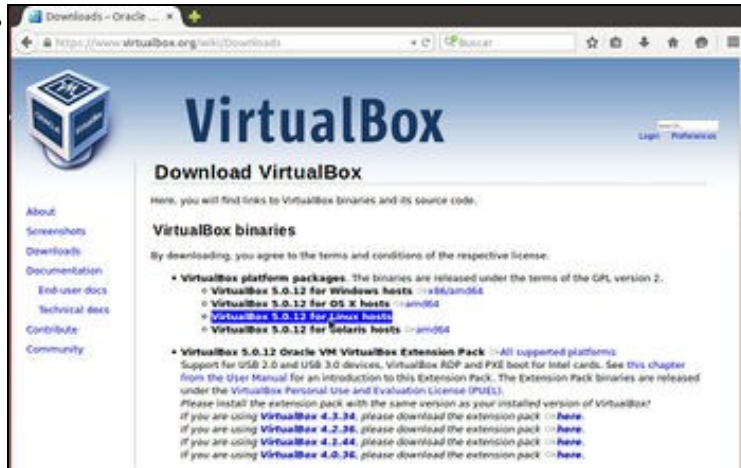 Downloads - Oracle ...
https://www.virtualbox.org/wiki/Downloads
Buscar
VirtualBox
Login Preferences
Download VirtualBox
Here, you will find links to VirtualBox binaries and its source code.
About
Screenshots
Downloads
Documentation
End-user docs
Technical docs
Contribute
Community
VirtualBox binaries
By downloading, you agree to the terms and conditions of the respective license.
• VirtualBox platform packages. The binaries are released under the terms of the GPL version 2.
VirtualBox 5.0.12 for Windows hosts x86/amd64
VirtualBox 5.0.12 for OS X hosts amd64
VirtualBox 5.0.12 for Linux hosts
VirtualBox 5.0.12 for Solaris hosts amd64
• VirtualBox 5.0.12 Oracle VM VirtualBox Extension Pack All supported platforms
Support for USB 2.0 and USB 3.0 devices, VirtualBox RDP and PXE boot for Intel cards. See this chapter
from the User Manual for an introduction to this Extension Pack. The Extension Pack binaries are released
under the VirtualBox Personal Use and Evaluation License (PUEL).
Please install the extension pack with the same version as your installed version of VirtualBox!
If you are using VirtualBox 4.3.34, please download the extension pack here.
If you are using VirtualBox 4.2.36, please download the extension pack here.
If you are using VirtualBox 4.1.44, please download the extension pack here.
If you are using VirtualBox 4.0.36, please download the extension pack here.